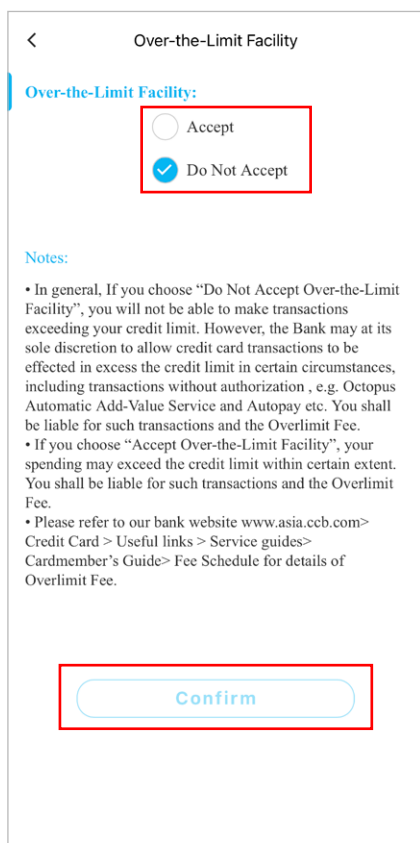 Over-the-Limit Facility
Over-the-Limit Facility:
Accept
Do Not Accept
Notes:
• In general, If you choose “Do Not Accept Over-the-Limit
Facility”, you will not be able to make transactions
exceeding your credit limit. However, the Bank may at its
sole discretion to allow credit card transactions to be
effected in excess the credit limit in certain circumstances,
including transactions without authorization , e.g. Octopus
Automatic Add-Value Service and Autopay etc. You shall
be liable for such transactions and the Overlimit Fee.
• If you choose “Accept Over-the-Limit Facility”, your
spending may exceed the credit limit within certain extent.
You shall be liable for such transactions and the Overlimit
Fee.
• Please refer to our bank website www.asia.ccb.com>
Credit Card > Useful links > Service guides>
Cardmember’s Guide> Fee Schedule for details of
Overlimit Fee.
Confirm